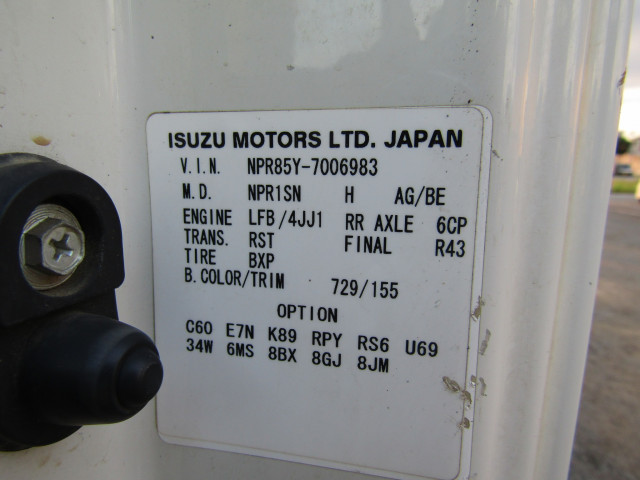 ISUZU MOTORS LTD. JAPAN
V.I.N. NPR85Y-7006983
M.D. NPR1SN H AG/BE
ENGINE LFB/4JJ1 RR AXLE 6CP
TRANS. RST FINAL R43
TIRE BXP
B.COLOR/TRIM 729/155
OPTION
C60 E7N K89 RPY RS6 U69
34W 6MS 8BX 8GJ 8JM